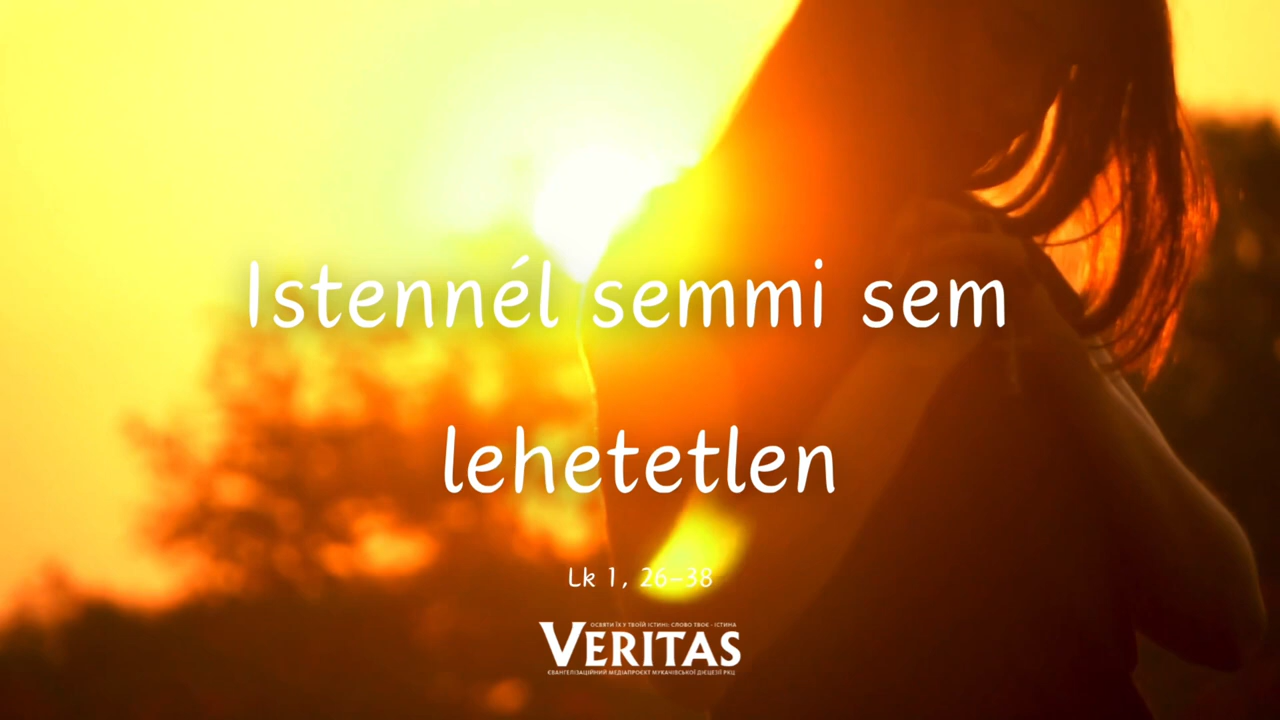 Istennél semmi sem
lehetetlen
Lk 1, 26–38
ОСВЯТИ ЇХ У ТВОЇЙ ІСТИНІ: СЛОВО ТВОЄ - ІСТИНА
VERITAS
ЄВАНГЕЛІЗАЦІЙНИЙ МЕДІАПРОЄКТ МУКАЧІВСЬКОЇ ДІЄЦЕЗІЇ РКЦ